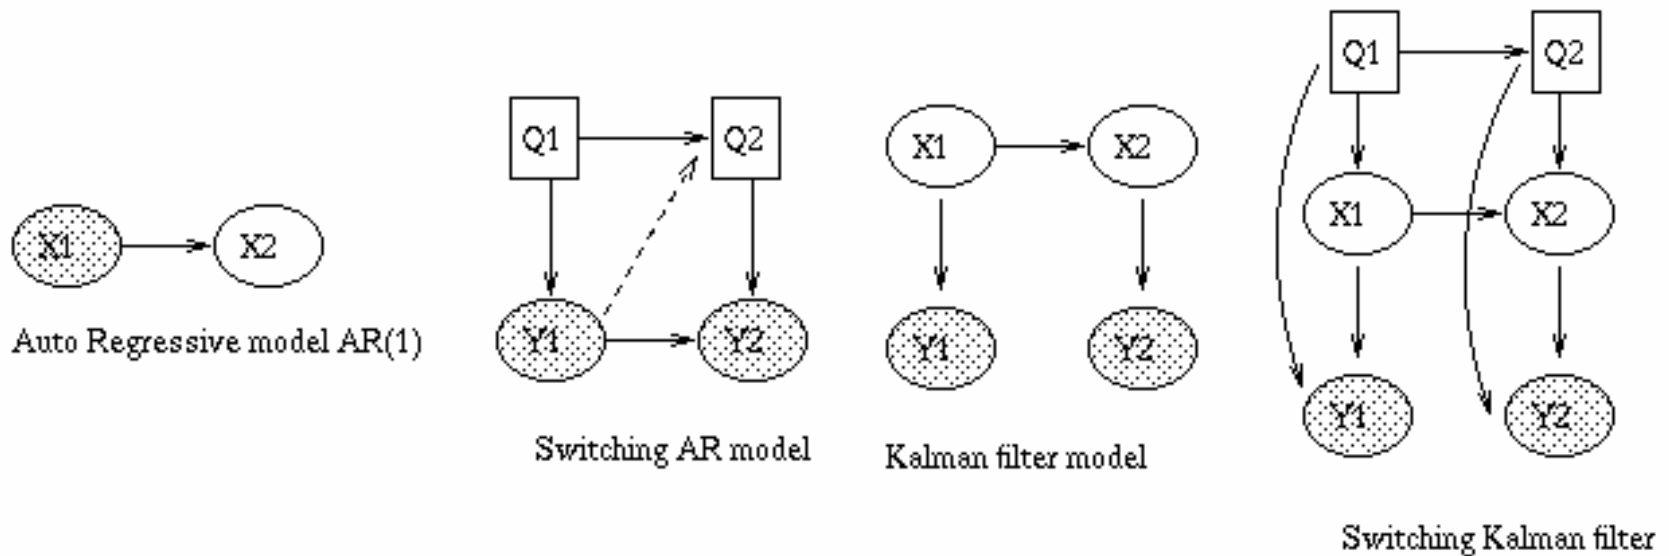 X1 X2
Auto Regressive model AR(1)
Q1 Q2
Y1 Y2
Switching AR model
X1 X2
Y1 Y2
Kalman filter model
Q1 Q2
X1 X2
Y1 Y2
Switching Kalman filter